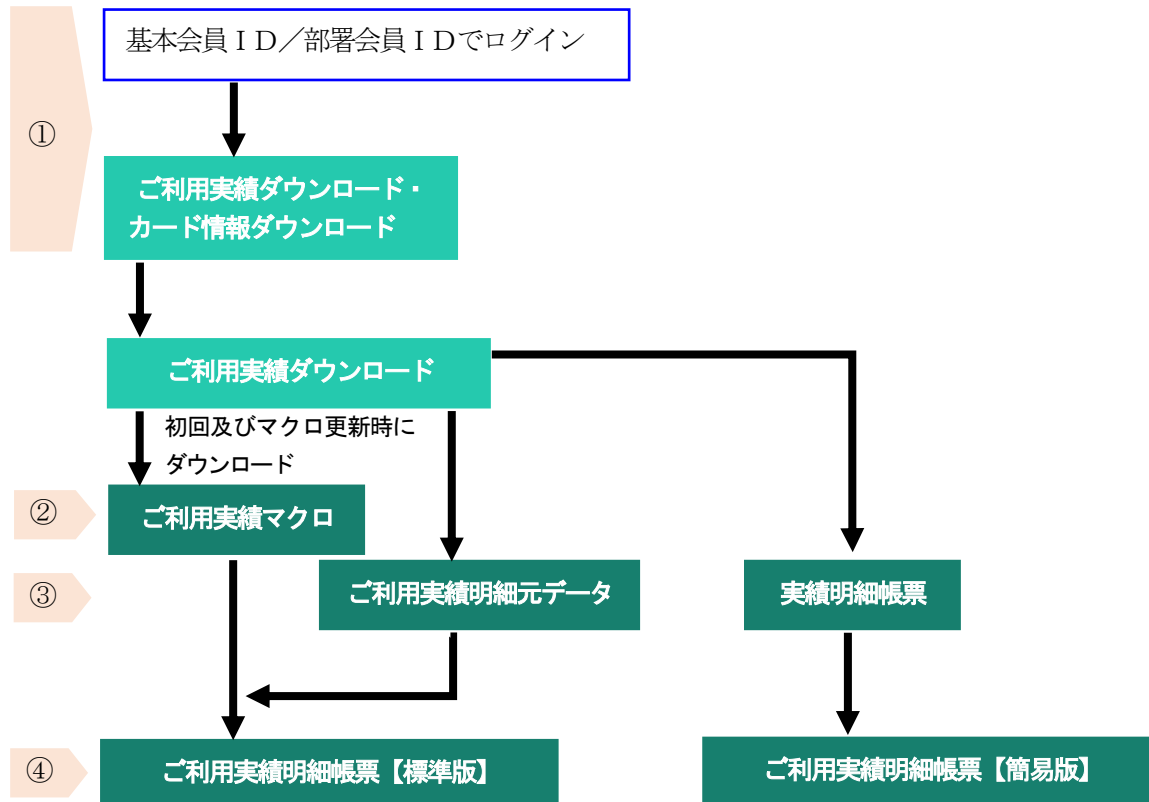 基本会員ＩＤ／部署会員ＩＤでログイン
①
ご利用実績ダウンロード・
カード情報ダウンロード
ご利用実績ダウンロード
初回及びマクロ更新時に
ダウンロード
②
ご利用実績マクロ
③
ご利用実績明細元データ
実績明細帳票
④
ご利用実績明細帳票【標準版】
ご利用実績明細帳票【簡易版】